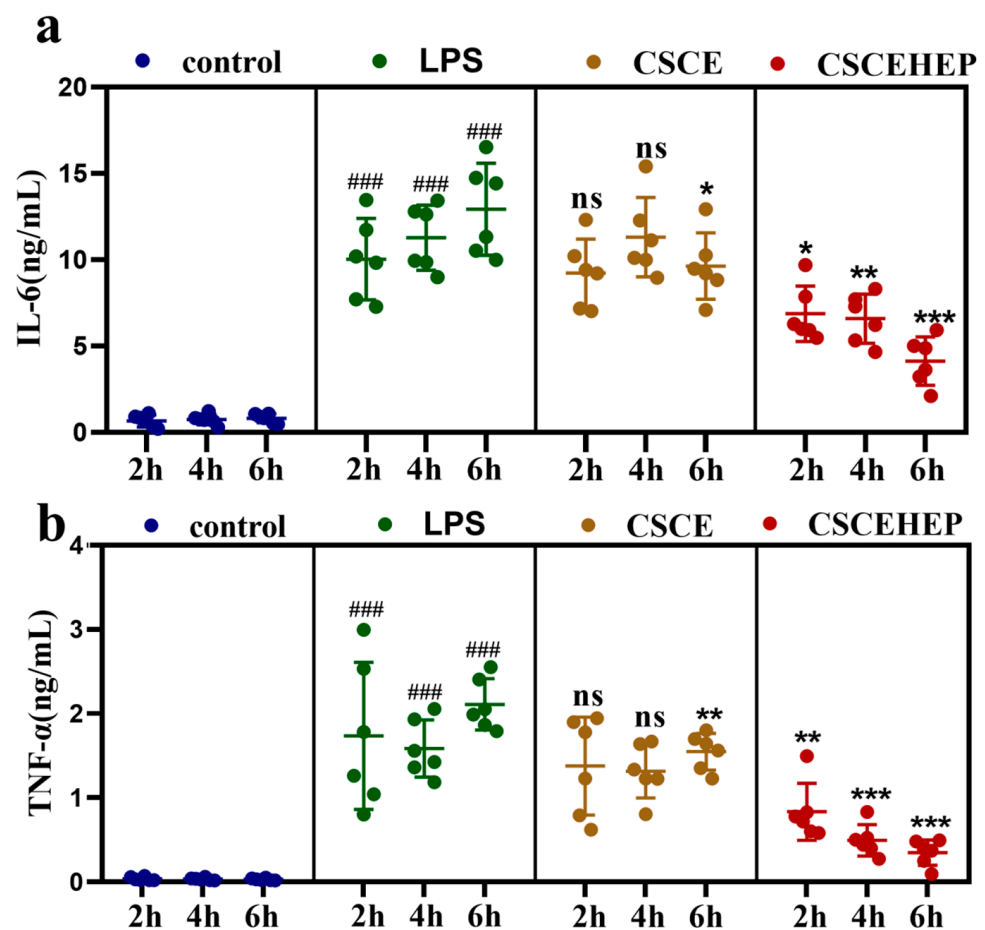 a
control LPS CSCE CSCEHEP
IL-6(ng/mL)
20
15
10
5
0
### ### ###
ns ns *
* ** ***
2h 4h 6h 2h 4h 6h 2h 4h 6h 2h 4h 6h
b
control LPS CSCE CSCEHEP
TNF-α(ng/mL)
4
3
2
1
0
### ### ###
ns ns **
** *** ***
2h 4h 6h 2h 4h 6h 2h 4h 6h 2h 4h 6h